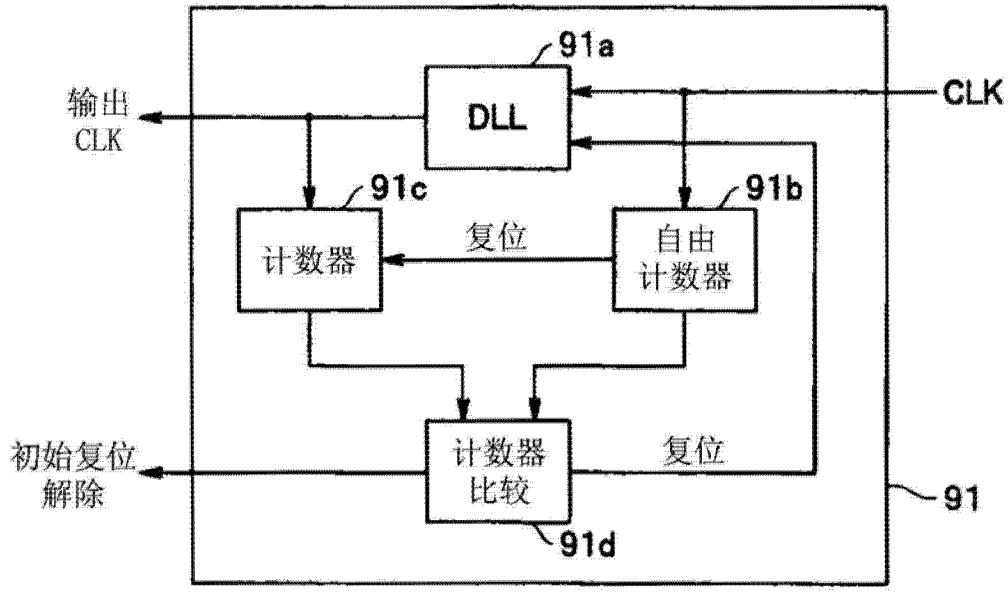 91a
输出
CLK
DLL
CLK
91c
91b
计数器
复位
自由
计数器
初始复位
解除
计数器
比较
复位
91
91d